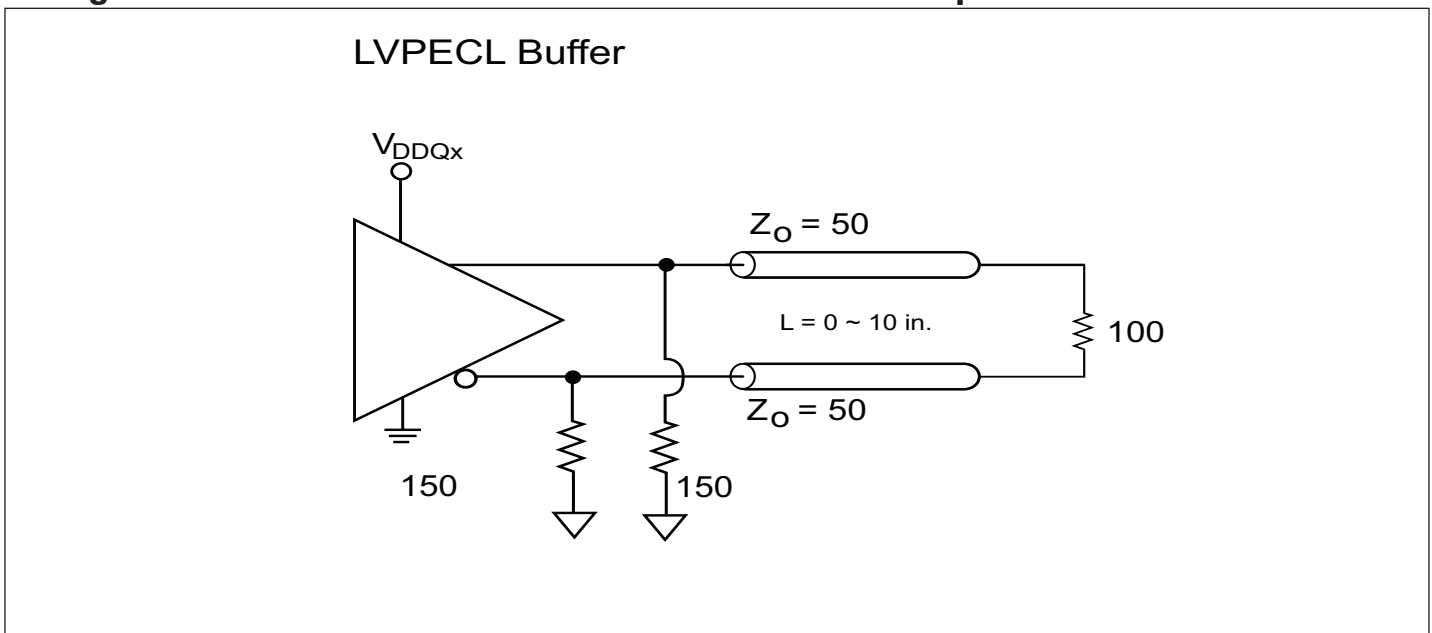 LVPECL Buffer
VDDQx
Zo = 50
L = 0 ~ 10 in.
100
Zo = 50
150
150